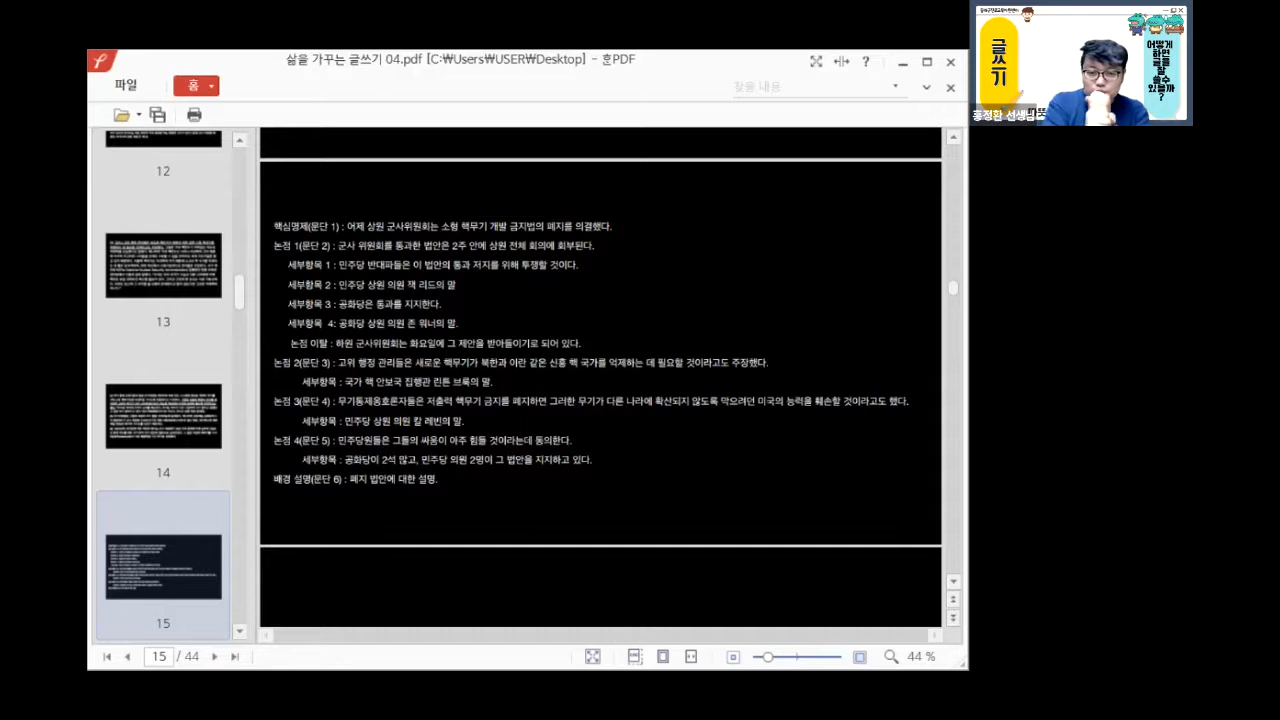 삶을 가꾸는 글쓰기 04.pdf [C:₩Users₩USER₩Desktop] - 훈PDF
파일
홈
찾을 내용
12
13
14
15
핵심명제(문단 1) : 어제 상원 군사위원회는 소형 핵무기 개발 금지법의 폐지를 의결했다.
논점 1(문단 2) : 군사 위원회를 통과한 법안은 2주 안에 상원 전체 회의에 회부된다.
세부항목 1 : 민주당 반대파들은 이 법안의 통과 저지를 위해 투쟁할 것이다.
세부항목 2 : 민주당 상원 의원 잭 리드의 말
세부항목 3 : 공화당은 통과를 지지한다.
세부항목 4: 공화당 상원 의원 존 워너의 말.
논점 이탈 : 하원 군사위원회는 화요일에 그 제안을 받아들이기로 되어 있다.
논점 2(문단 3) : 고위 행정 관리들은 새로운 핵무기가 북한과 이란 같은 신흥 핵 국가를 억제하는 데 필요할 것이라고도 주장했다.
세부항목 : 국가 핵 안보국 집행관 린튼 브룩의 말.
논점 3(문단 4) : 무기통제옹호론자들은 저출력 핵무기 금지를 폐지하면 그러한 무기가 다른 나라에 확산되지 않도록 막으려던 미국의 능력을 훼손할 것이라고도 했다.
세부항목 : 민주당 상원 의원 칼 레빈의 말.
논점 4(문단 5) : 민주당원들은 그들의 싸움이 아주 힘들 것이라는데 동의한다.
세부항목 : 공화당이 2석 많고, 민주당 의원 2명이 그 법안을 지지하고 있다.
배경 설명(문단 6) : 폐지 법안에 대한 설명.
15 / 44
44 %
글쓰기
어떻게
하면 글
잘
쓸 수
있을까
?
홍정환 선생님